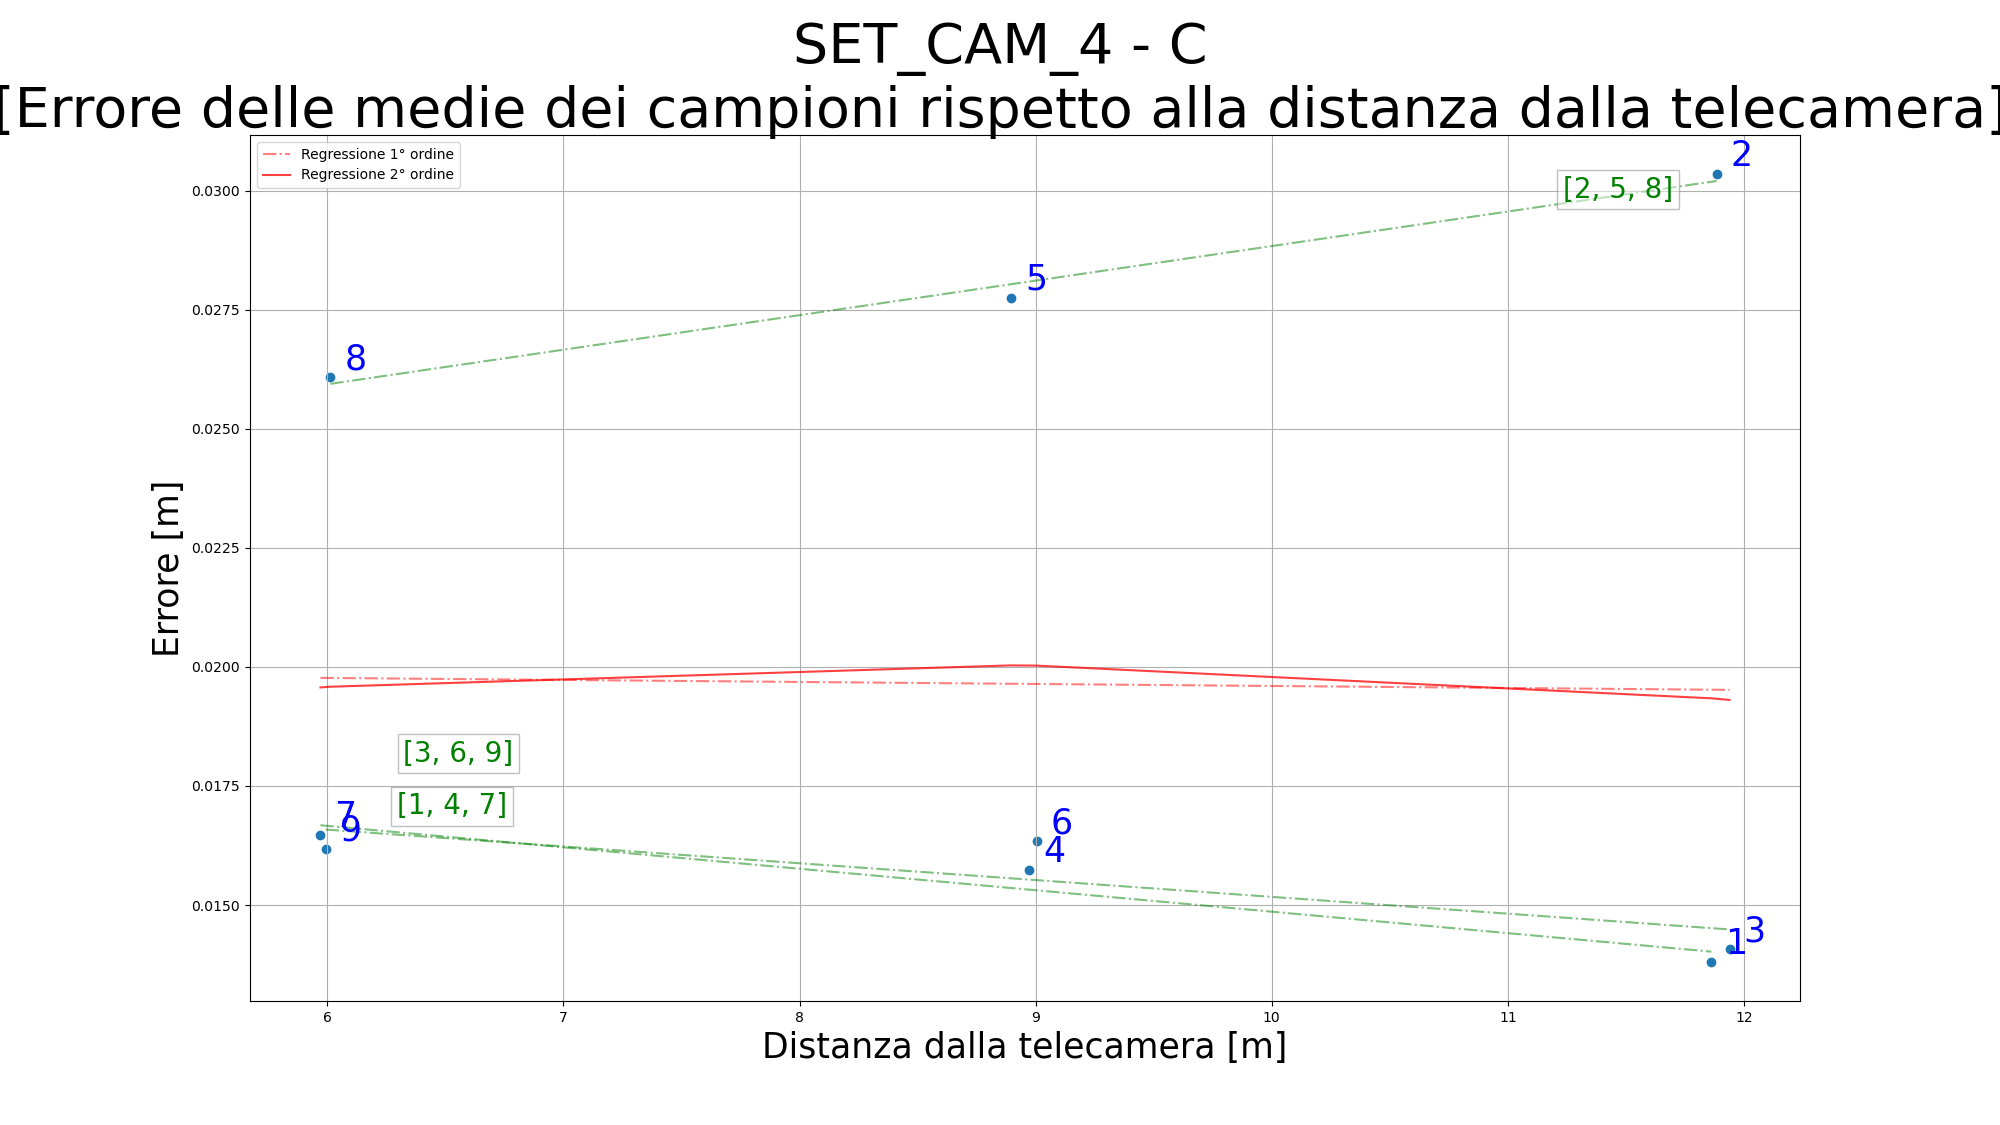 SET_CAM_4 - C
[Errore delle medie dei campioni rispetto alla distanza dalla telecamera]
Regressione 1° ordine
Regressione 2° ordine
2
[2, 5, 8]
0.0300
5
0.0275
8
0.0250
0.0225
Errore [m]
0.0200
[3, 6, 9]
0.0175
[1, 4, 7]
7
9
6
4
0.0150
3
1
6
7
8
9
10
11
12
Distanza dalla telecamera [m]